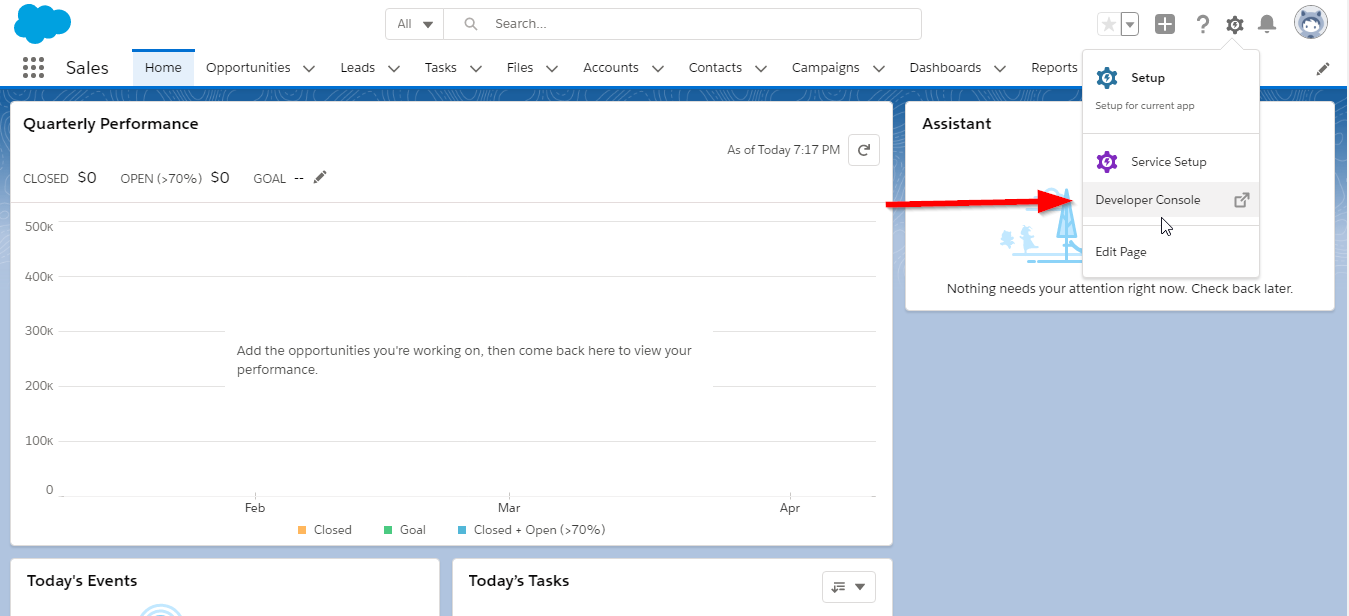 All
Search...
Sales
Home
Opportunities
Leads
Tasks
Files
Accounts
Contacts
Campaigns
Dashboards
Reports
Setup
Setup for current app
Service Setup
Developer Console
Edit Page
Quarterly Performance
As of Today 7:17 PM
CLOSED $0 OPEN (>70%) $0 GOAL --
500K
400K
300K
200K
100K
0
Add the opportunities you're working on, then come back here to view your
performance.
Feb Mar Apr
Closed Goal Closed + Open (>70%)
Assistant
Nothing needs your attention right now. Check back later.
Today's Events
Today's Tasks